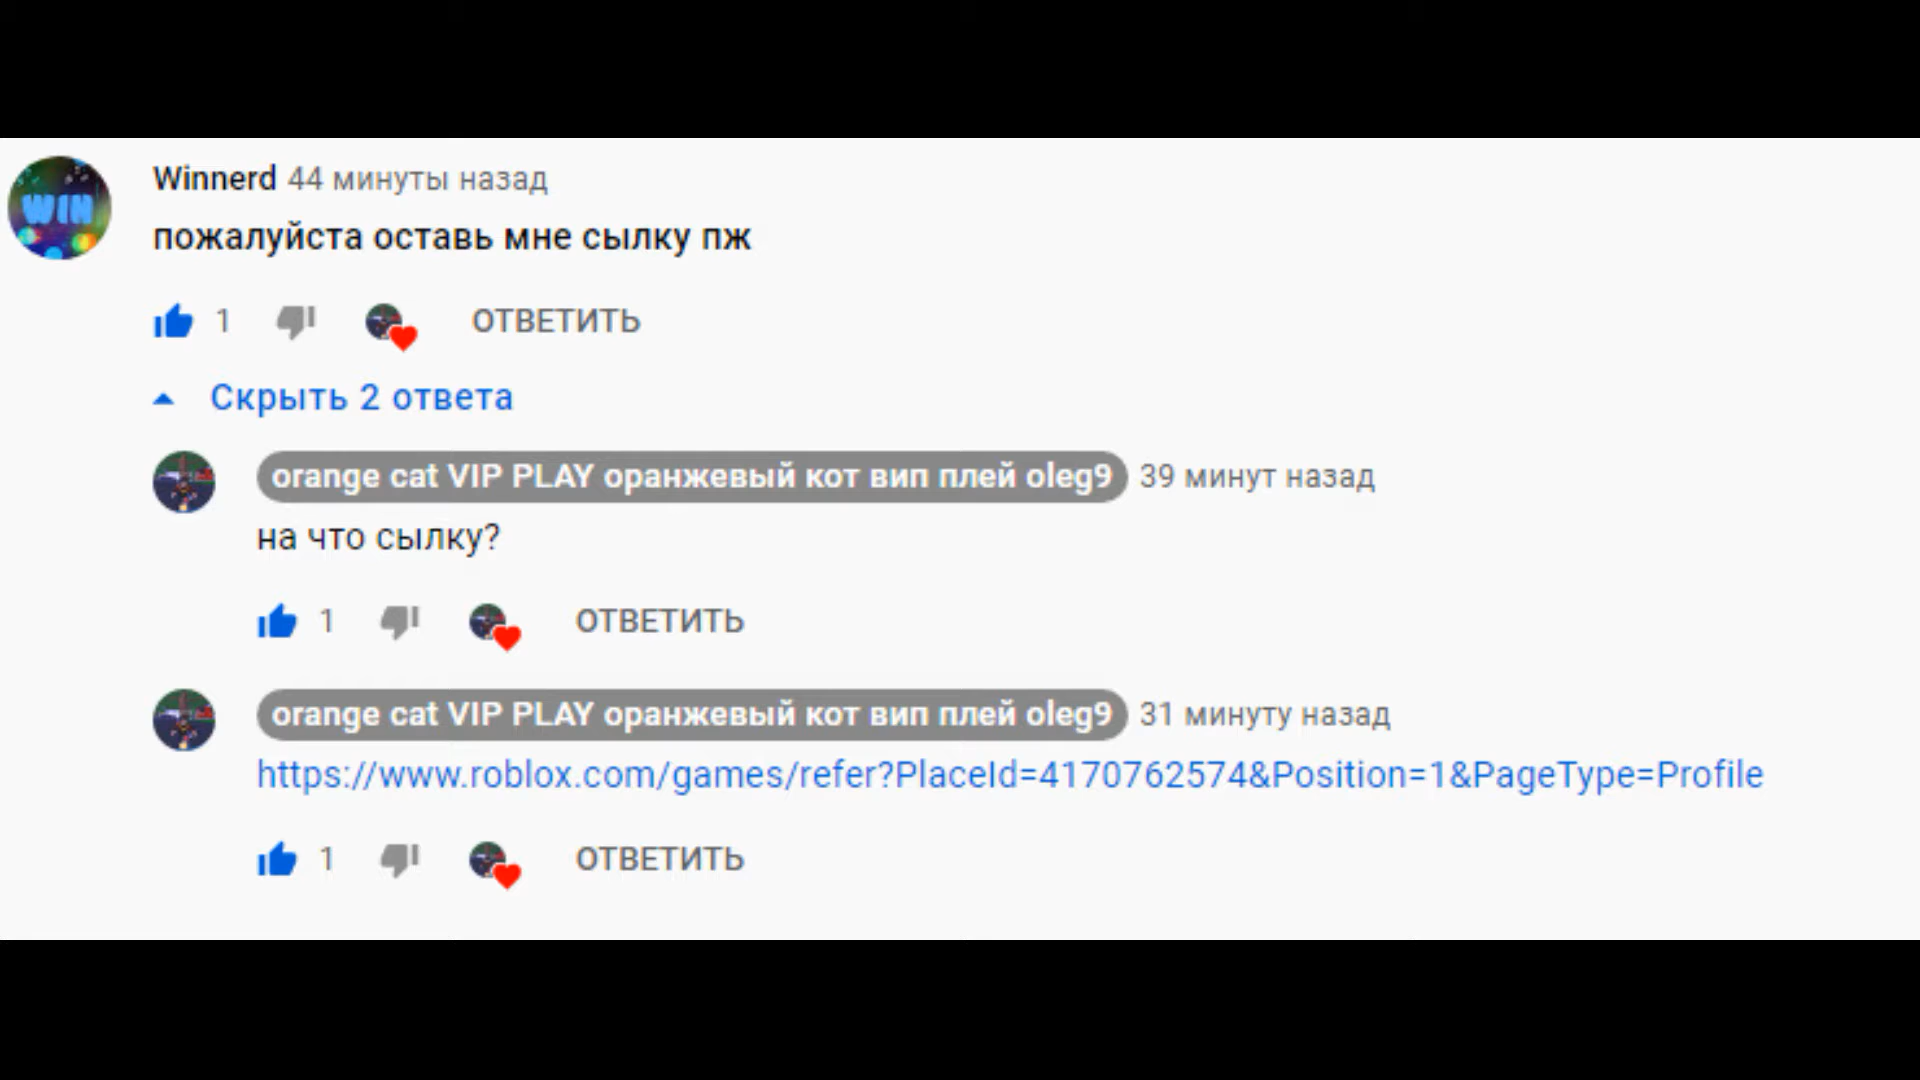 WIN
Winnerd 44 минуты назад
пожалуйста оставь мне сылку пж
1 ОТВЕТИТЬ
Скрыть 2 ответа
orange cat VIP PLAY оранжевый кот вип плей oleg9 39 минут назад
на что сылку?
1 ОТВЕТИТЬ
orange cat VIP PLAY оранжевый кот вип плей oleg9 31 минуту назад
https://www.roblox.com/games/refer?PlaceId=4170762574&Position=1&PageType=Profile
1 ОТВЕТИТЬ